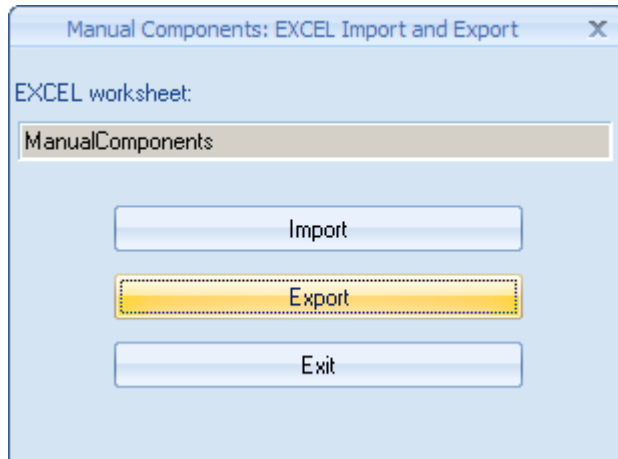 Manual Components: EXCEL Import and Export
EXCEL worksheet:
ManualComponents
Import
Export
Exit